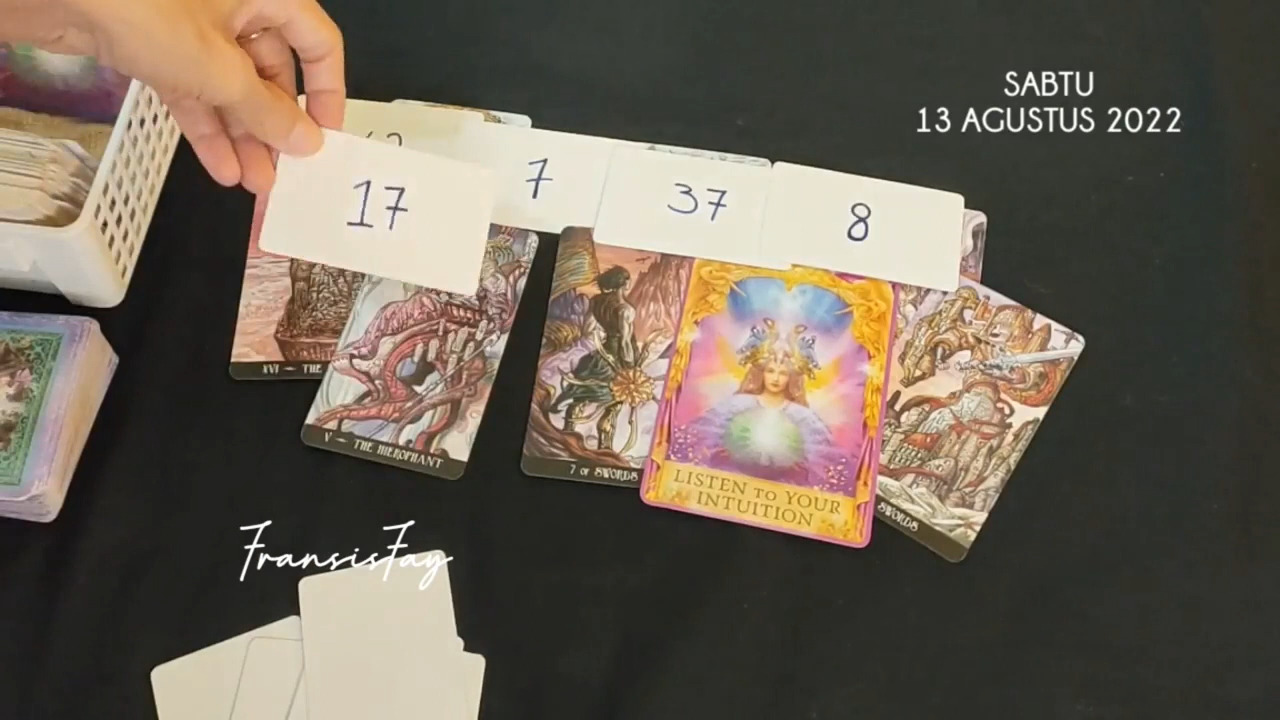 SABTU
13 AGUSTUS 2022
17
7
37
8
XVI THE
V THE HIEROPHANT
7 OF SWORDS
LISTEN TO YOUR
INTUITION
SWORDS
FransisFay